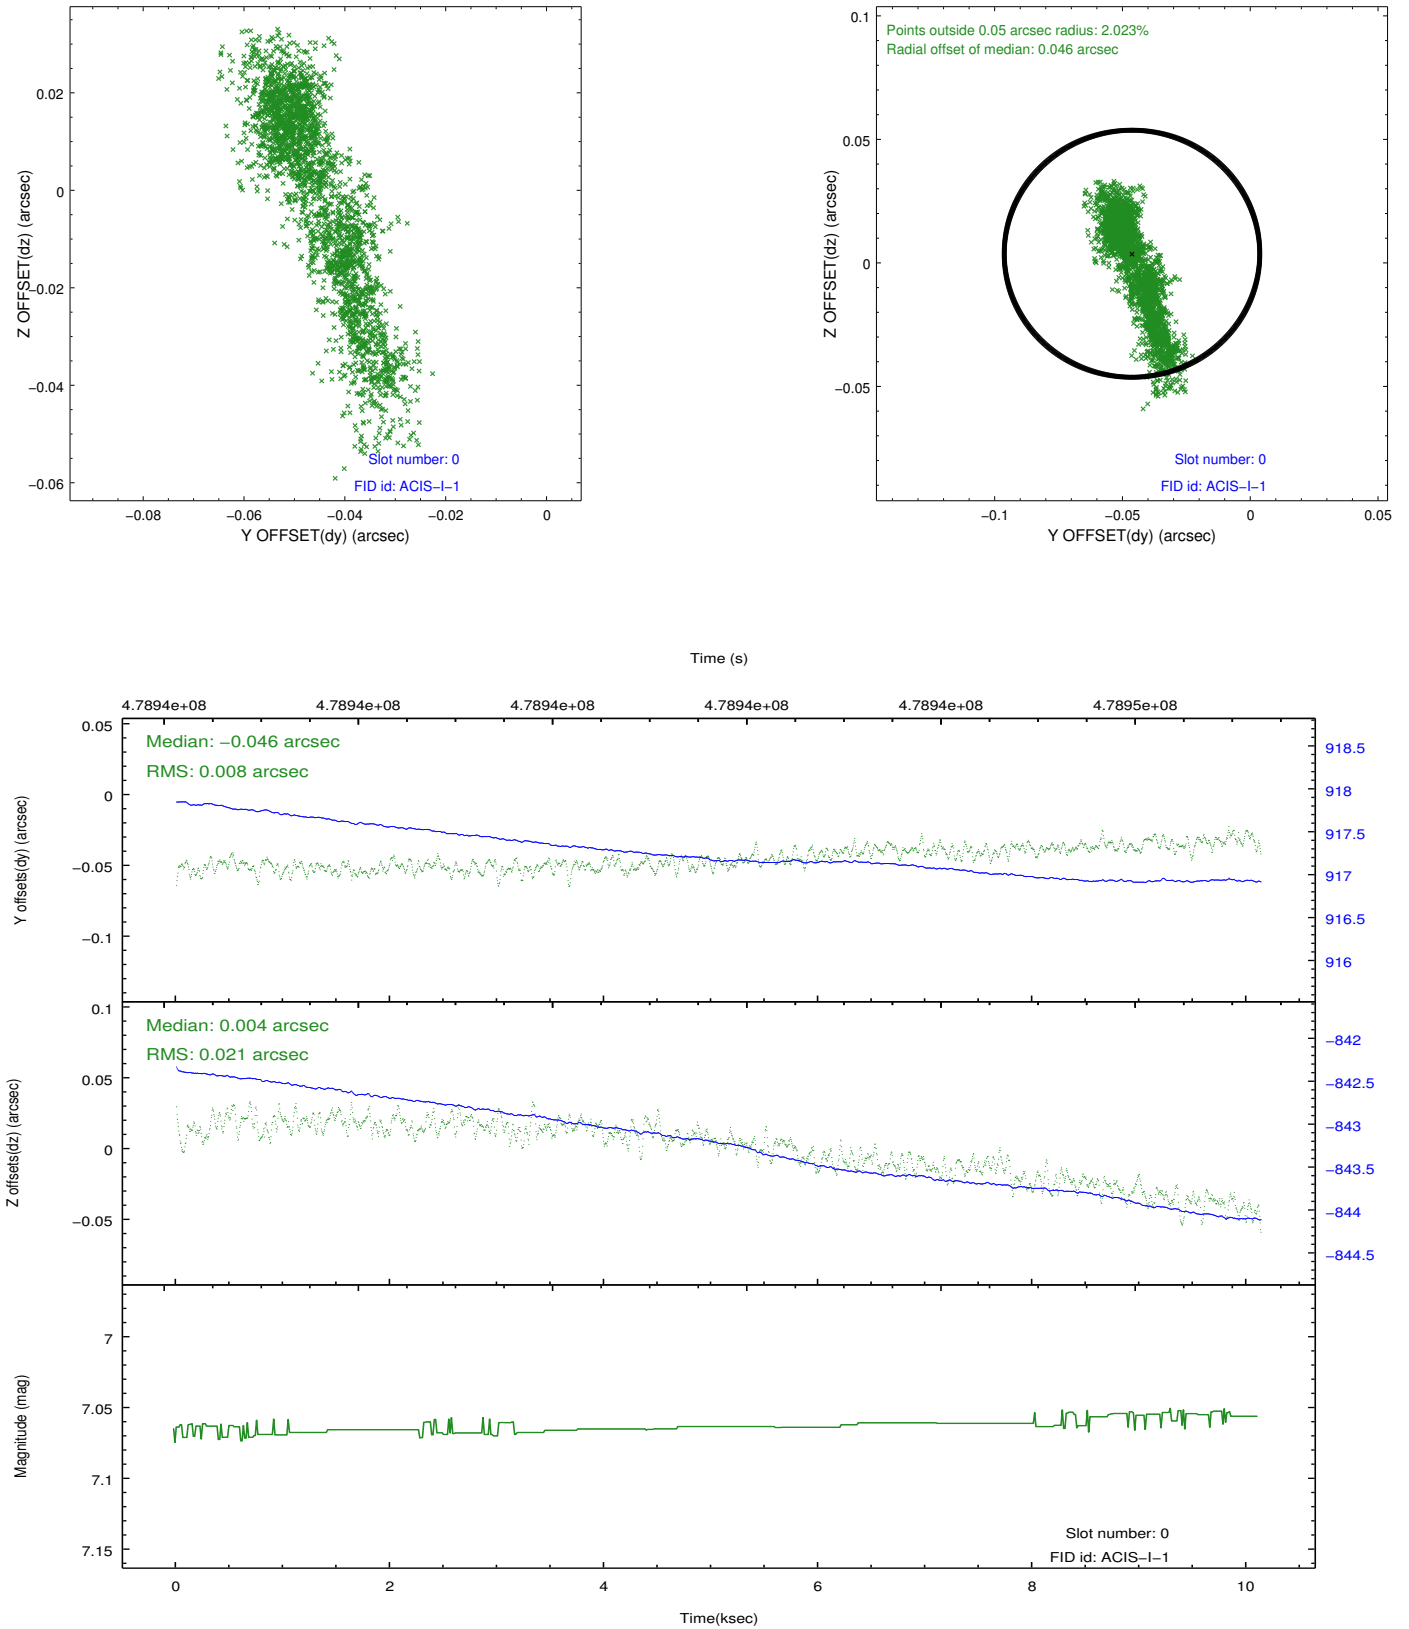 0.02
0
−0.02
−0.04
−0.06
Z OFFSET(dz) (arcsec)
−0.08
−0.06
−0.04
−0.02
0
Y OFFSET(dy) (arcsec)
Slot number: 0
FID id: ACIS−I−1
Points outside 0.05 arcsec radius: 2.023%
Radial offset of median: 0.046 arcsec
0.1
0.05
0
−0.05
Z OFFSET(dz) (arcsec)
−0.1
−0.05
0
0.05
Y OFFSET(dy) (arcsec)
Slot number: 0
FID id: ACIS−I−1
Time (s)
4.7894e+08
4.7894e+08
4.7894e+08
4.7894e+08
4.7894e+08
4.7895e+08
Median: −0.046 arcsec
RMS: 0.008 arcsec
0.05
0
−0.05
−0.1
Y offsets(dy) (arcsec)
918.5
918
917.5
917
916.5
916
Median: 0.004 arcsec
RMS: 0.021 arcsec
0.1
0.05
0
−0.05
Z offsets(dz) (arcsec)
−842
−842.5
−843
−843.5
−844
−844.5
7
7.05
7.1
7.15
Magnitude (mag)
Slot number: 0
FID id: ACIS−I−1
0
2
4
6
8
10
Time(ksec)